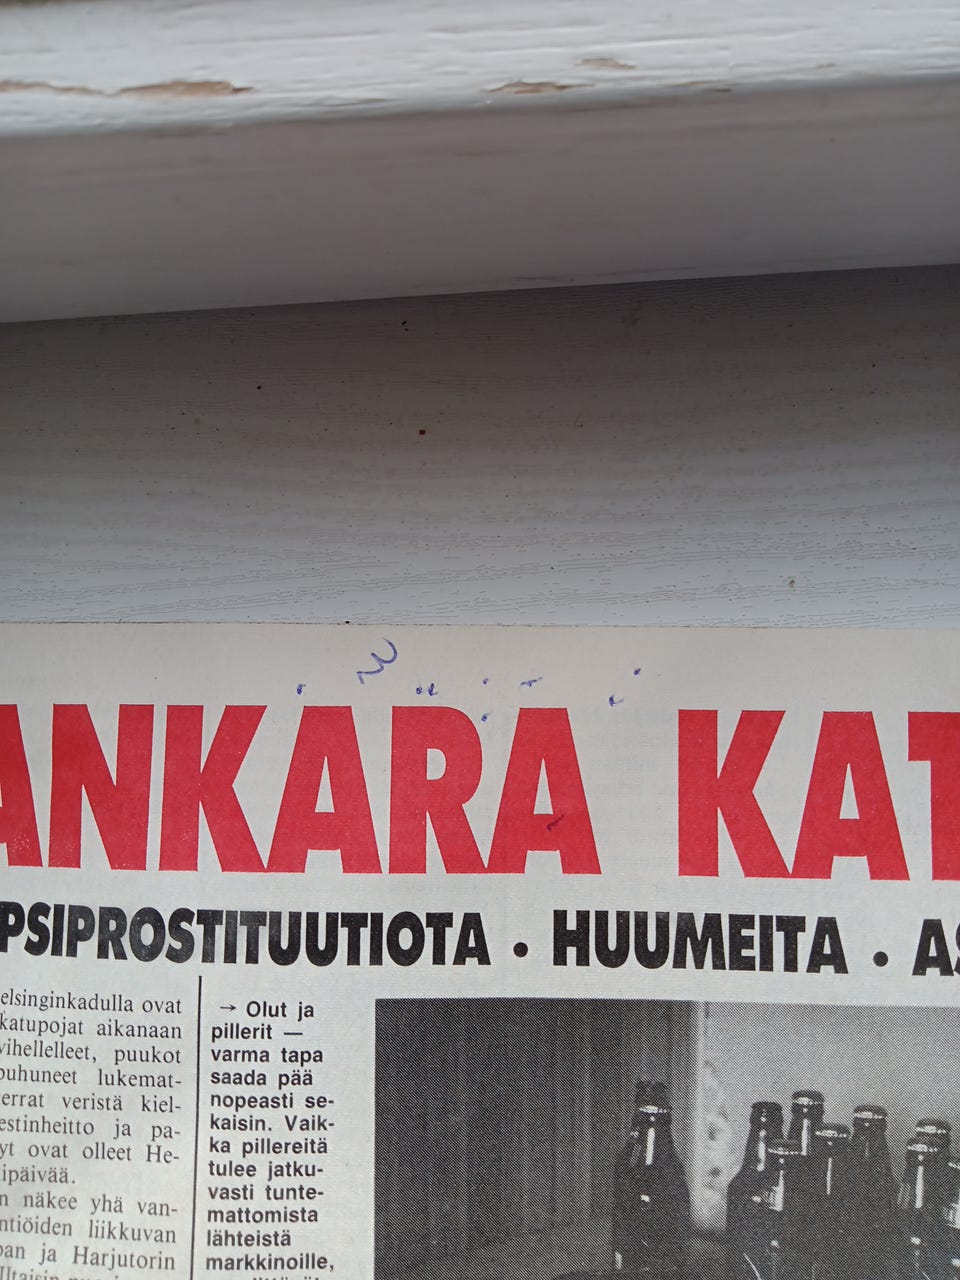 ANKARA KAT
PSIPROSTITUUTIOTA • HUUMEITA • AS
elsinginkadulla ovat
katupojat aikanaan
vihellelleet, puukot
puhuneet lukemat-
errat veristä kiel-
estinheitto ja pa-
yt ovat olleet He-
ipäivää.
n näkee yhä van-
ntiöiden liikkuvan
pan ja Harjutorin
→ Olut ja
pillerit —
varma tapa
saada pää
nopeasti se-
kaisin. Vaik-
ka pillereitä
tulee jatku-
vasti tunte-
mattomista
lähteistä
markkinoille,